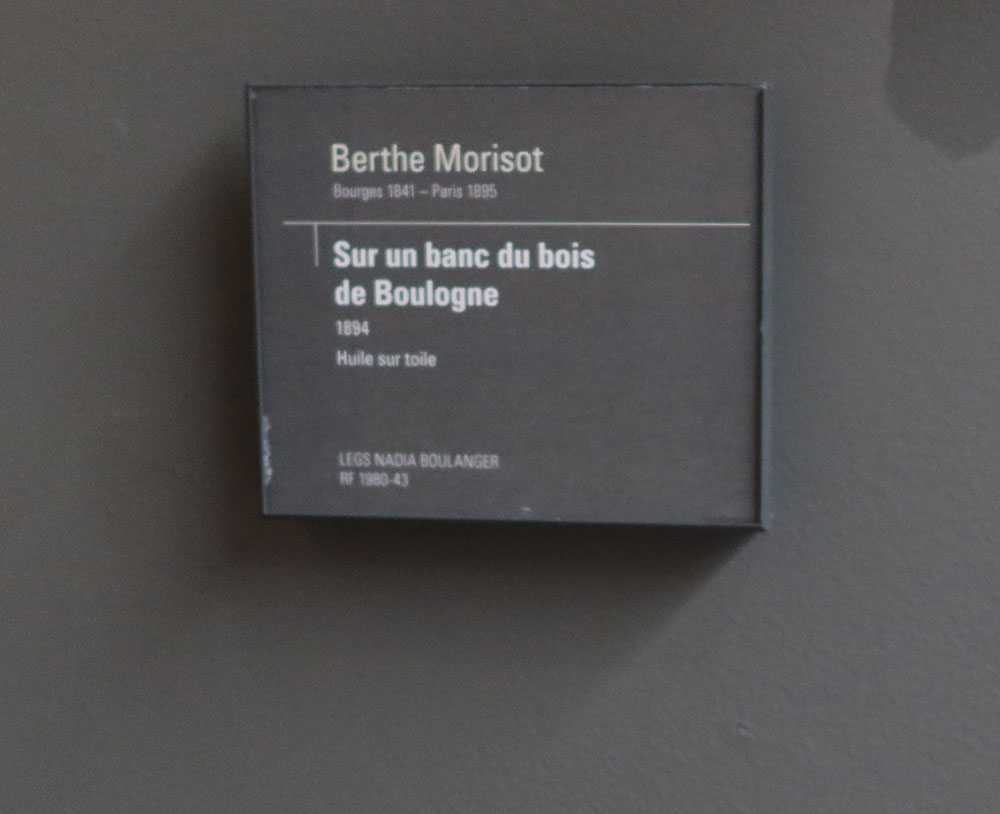 Berthe Morisot
Bourges 1841 – Paris 1895
Sur un banc du bois
de Boulogne
1894
Huile sur toile
LEGS NADIA BOULANGER
RF 1980-43